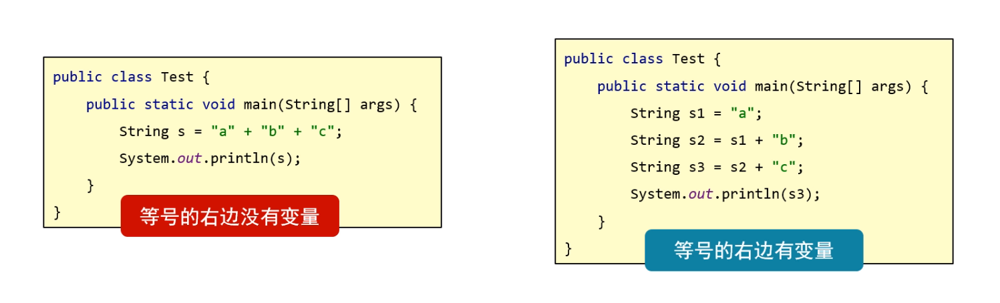 public class Test {
    public static void main(String[] args) {
        String s = "a" + "b" + "c";
        System.out.println(s);
    }
}
等号的右边没有变量
public class Test {
    public static void main(String[] args) {
        String s1 = "a";
        String s2 = s1 + "b";
        String s3 = s2 + "c";
        System.out.println(s3);
    }
}
等号的右边有变量